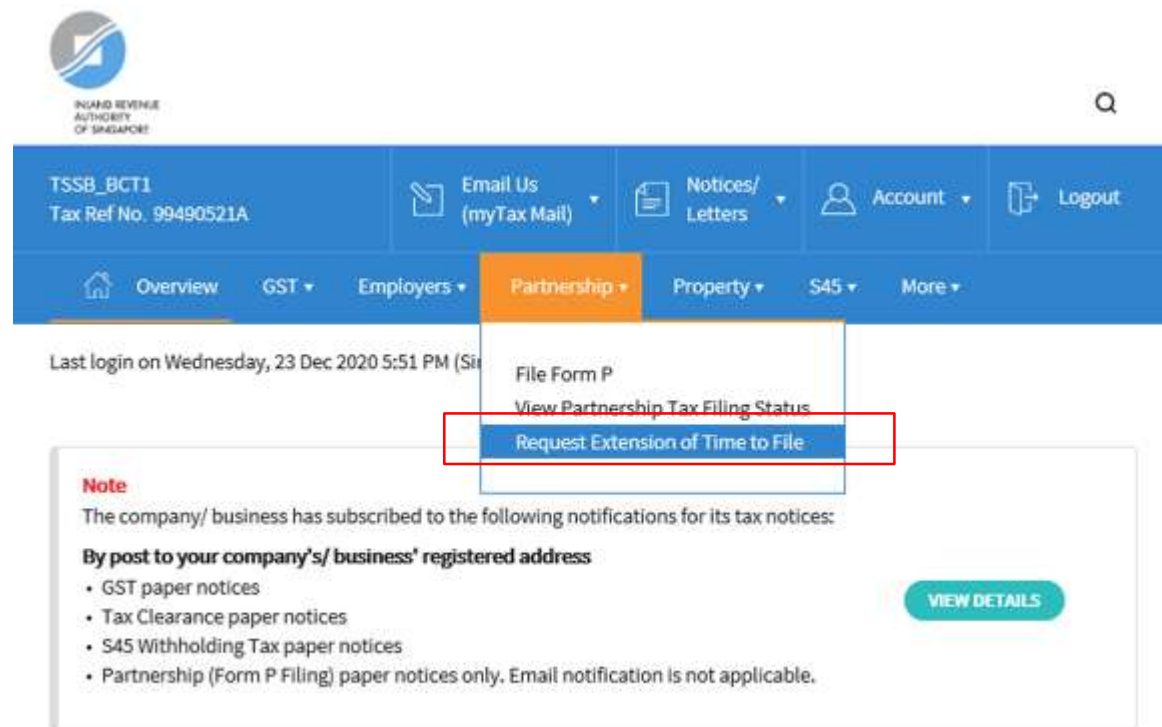 INLAND REVENUE
AUTHORITY
OF SINGAPORE
TSSB_BCT1
Tax Ref No. 99490521A
Email Us
(myTax Mail)
Notices/
Letters
Account
Logout
Overview GST Employers Partnership Property S45 More
Last login on Wednesday, 23 Dec 2020 5:51 PM
File Form P
View Partnership Tax Filing Status
Request Extension of Time to File
Note
The company/ business has subscribed to the following notifications for its tax notices:
By post to your company's/ business' registered address
• GST paper notices
• Tax Clearance paper notices
• S45 Withholding Tax paper notices
• Partnership (Form P Filing) paper notices only. Email notification is not applicable.
VIEW DETAILS